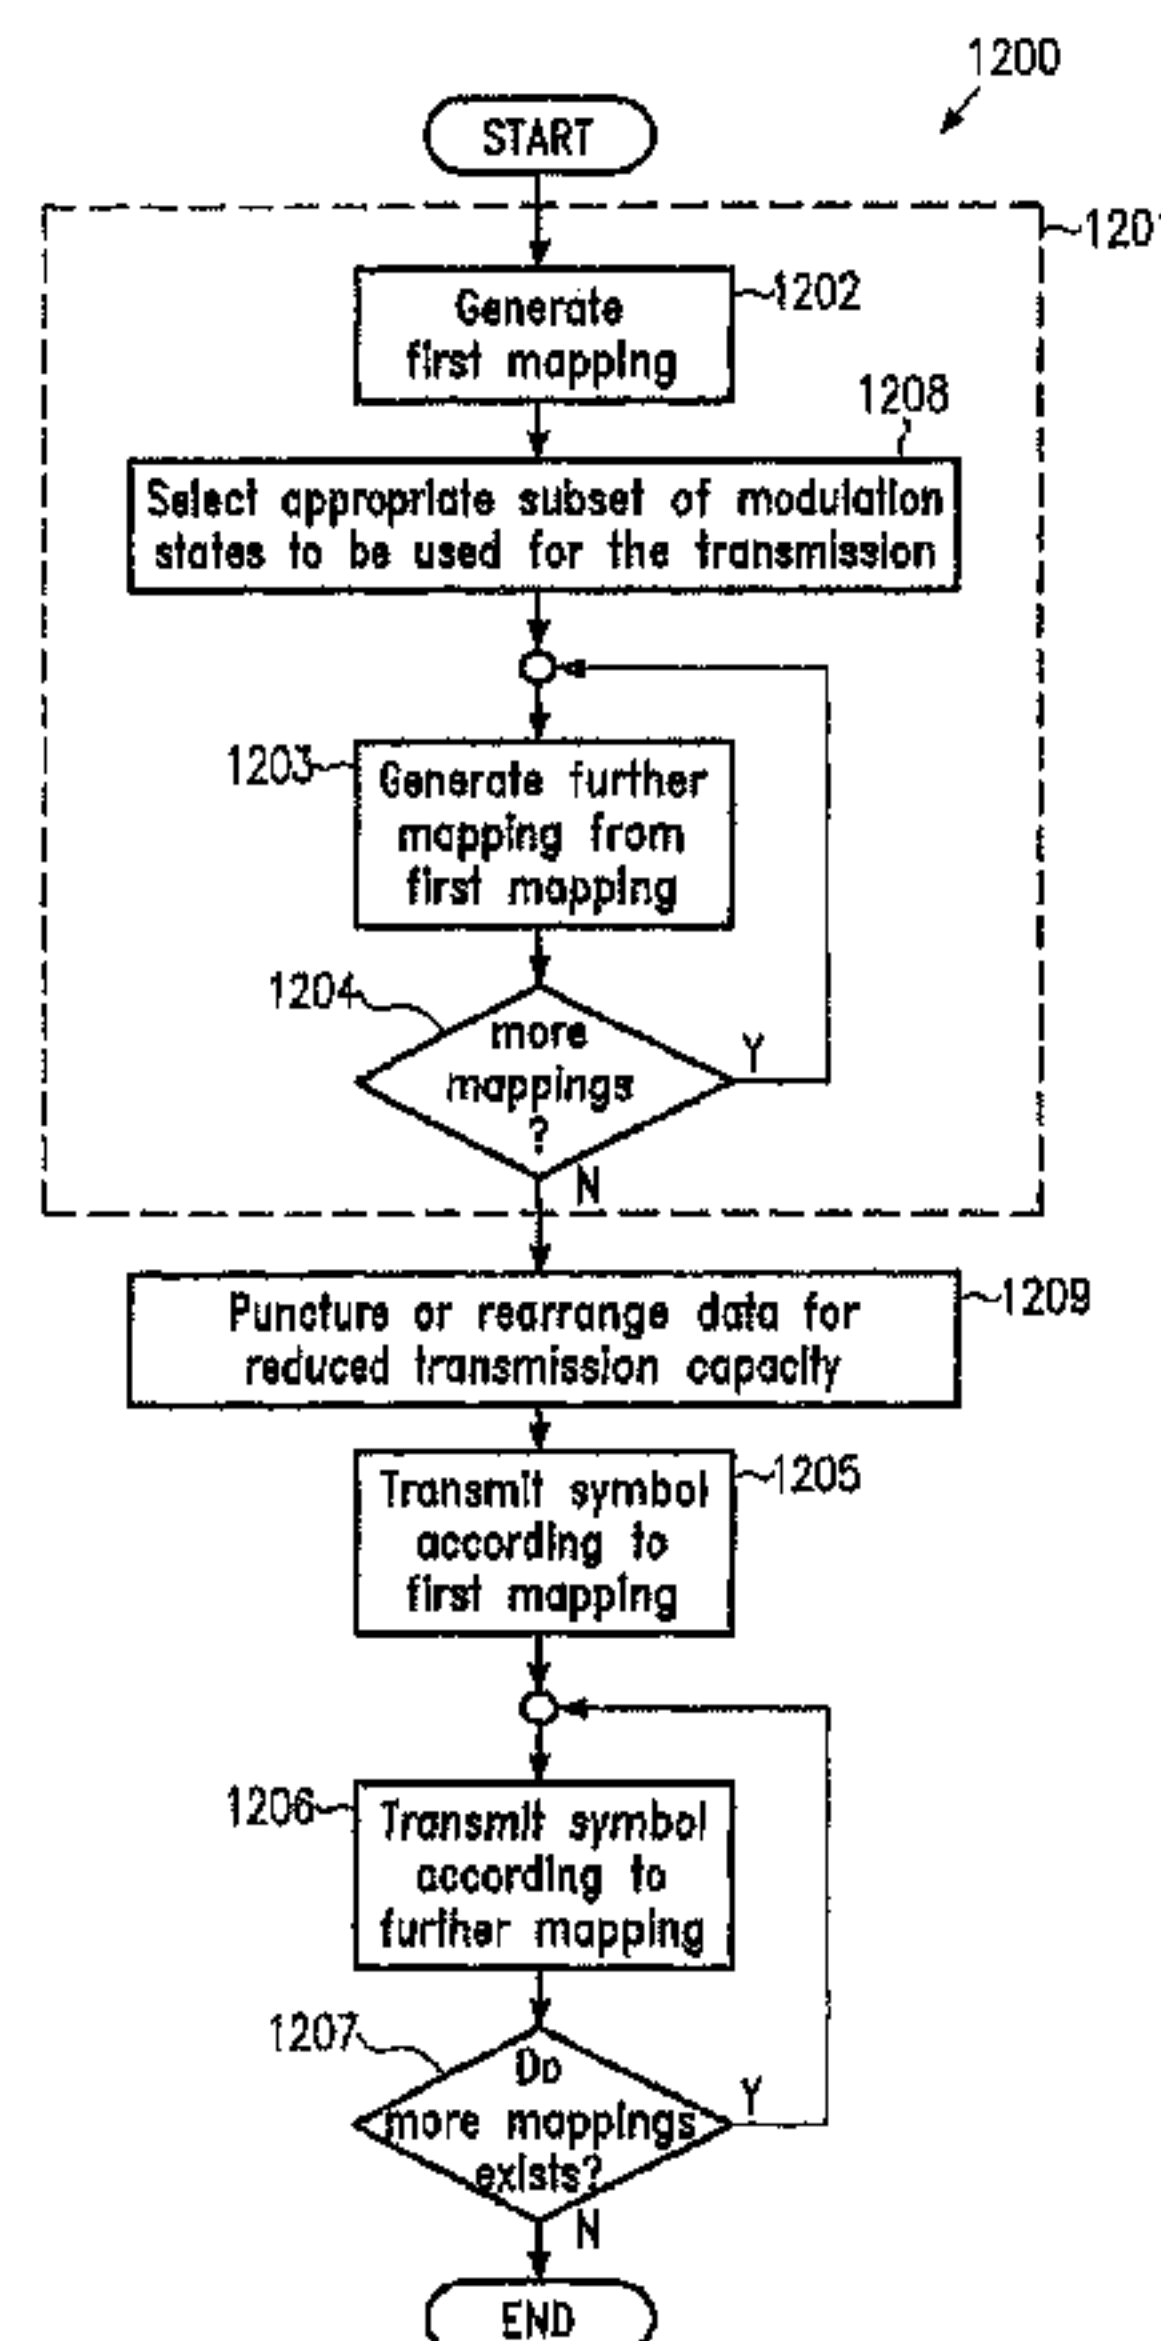 1200
START
1201
Generate
first mapping
1202
1208
Select appropriate subset of modulation
states to be used for the transmission
1203
Generate further
mapping from
first mapping
1204
more
mappings
?
Y
N
Puncture or rearrange data for
reduced transmission capacity
1209
Transmit symbol
according to
first mapping
1205
1206
Transmit symbol
according to
further mapping
1207
Do
more mappings
exists?
Y
N
END